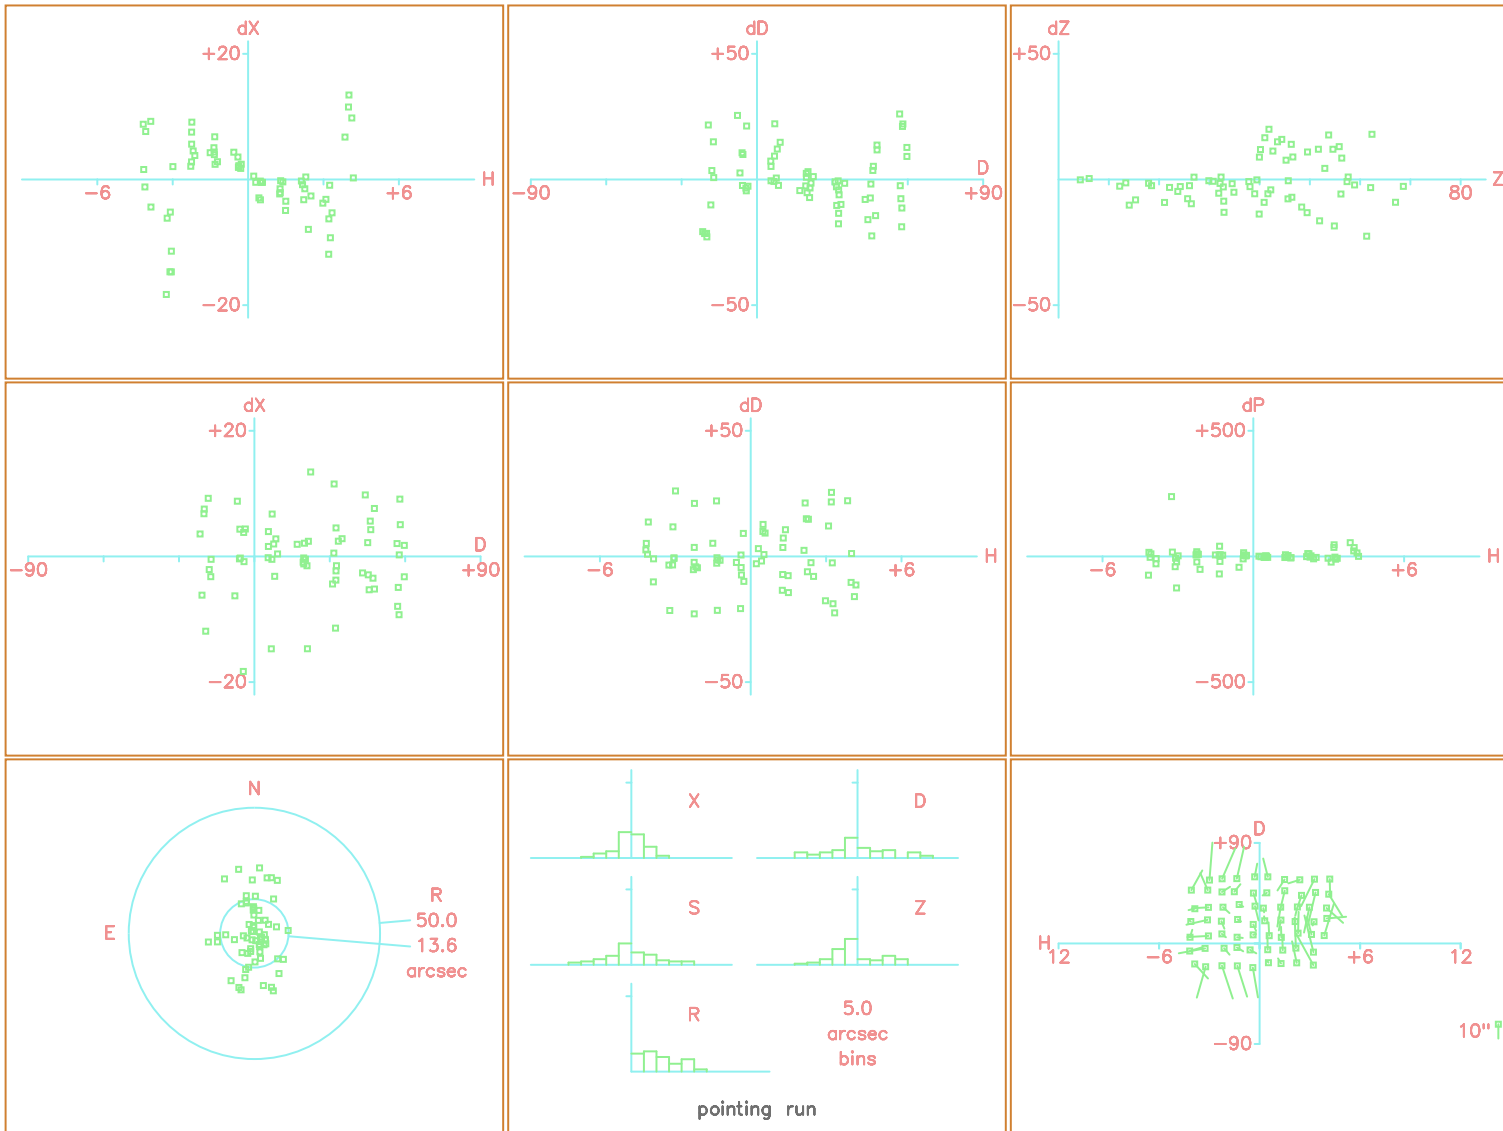 dX
+20
-6
+6
H
-20
dD
+50
-90
D
+90
-50
dZ
+50
80
Z
-50
dX
+20
-90
D
+90
-20
dD
+50
-6
+6
H
-50
dP
+500
-6
+6
H
-500
N
E
R
50.0
13.6
arcsec
X
D
S
Z
R
5.0
arcsec
bins
pointing run
D
+90
H
12
-6
+6
12
-90
10"